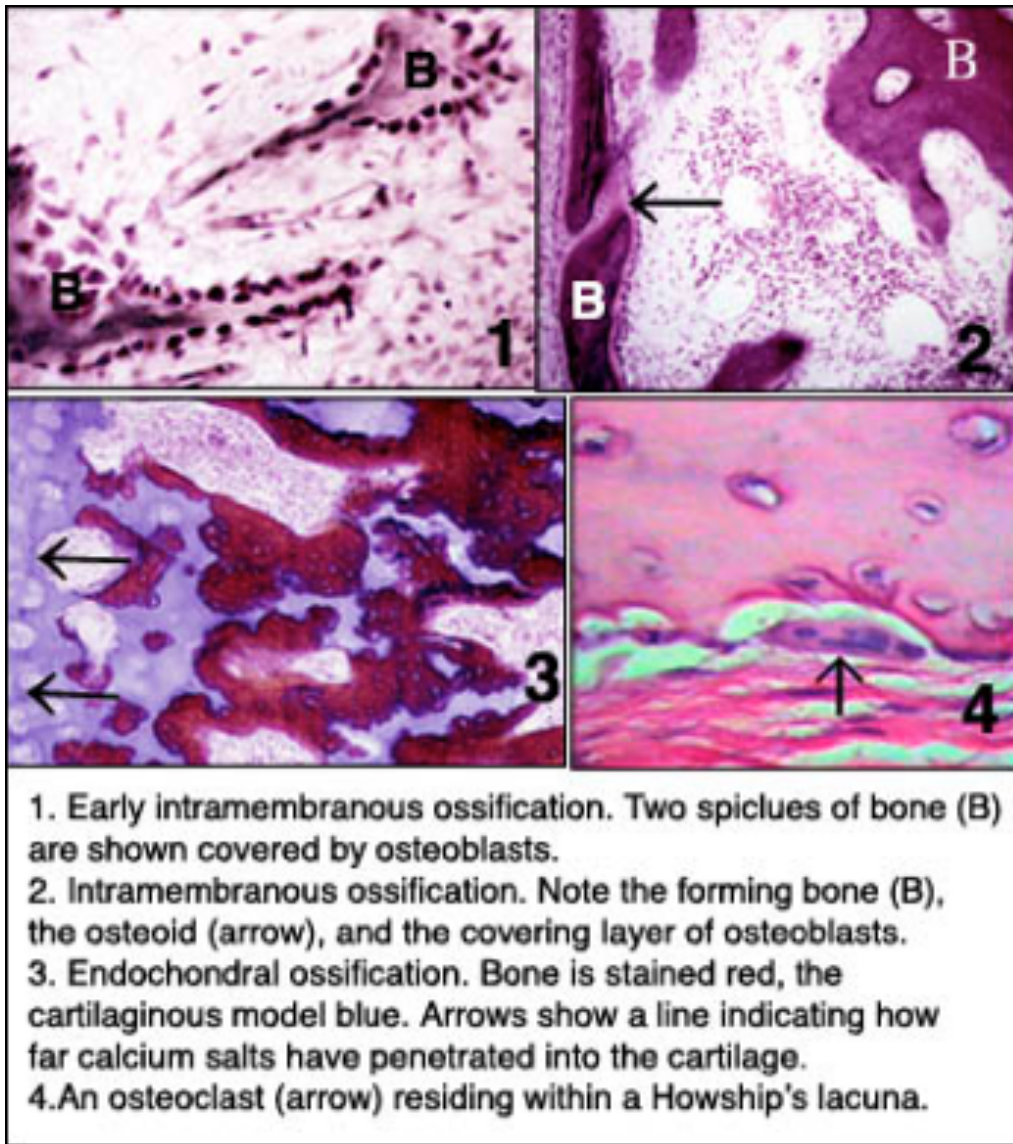 B
B
1
B
B
2
3
4
1. Early intramembranous ossification. Two spiclues of bone (B)
are shown covered by osteoblasts.
2. Intramembranous ossification. Note the forming bone (B),
the osteoid (arrow), and the covering layer of osteoblasts.
3. Endochondral ossification. Bone is stained red, the
cartilaginous model blue. Arrows show a line indicating how
far calcium salts have penetrated into the cartilage.
4.An osteoclast (arrow) residing within a Howship's lacuna.